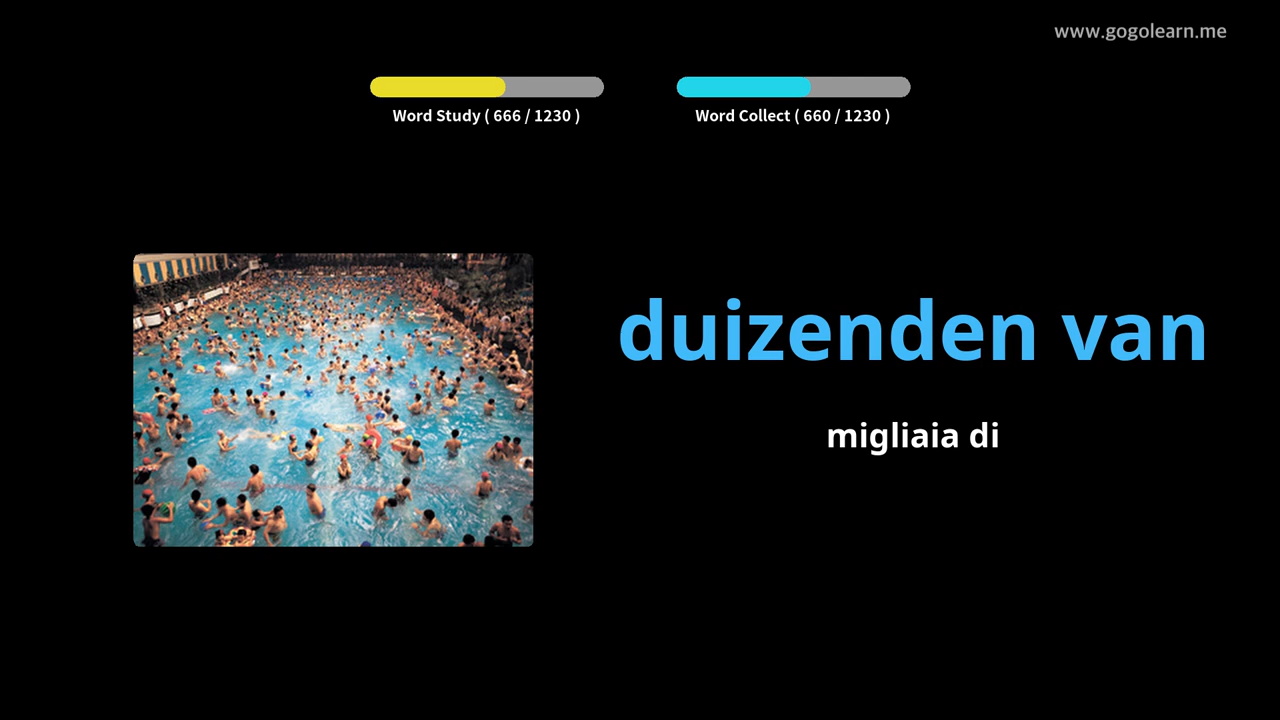 www.gogolearn.me
Word Study ( 666 / 1230 )
Word Collect ( 660 / 1230 )
duizenden van
migliaia di